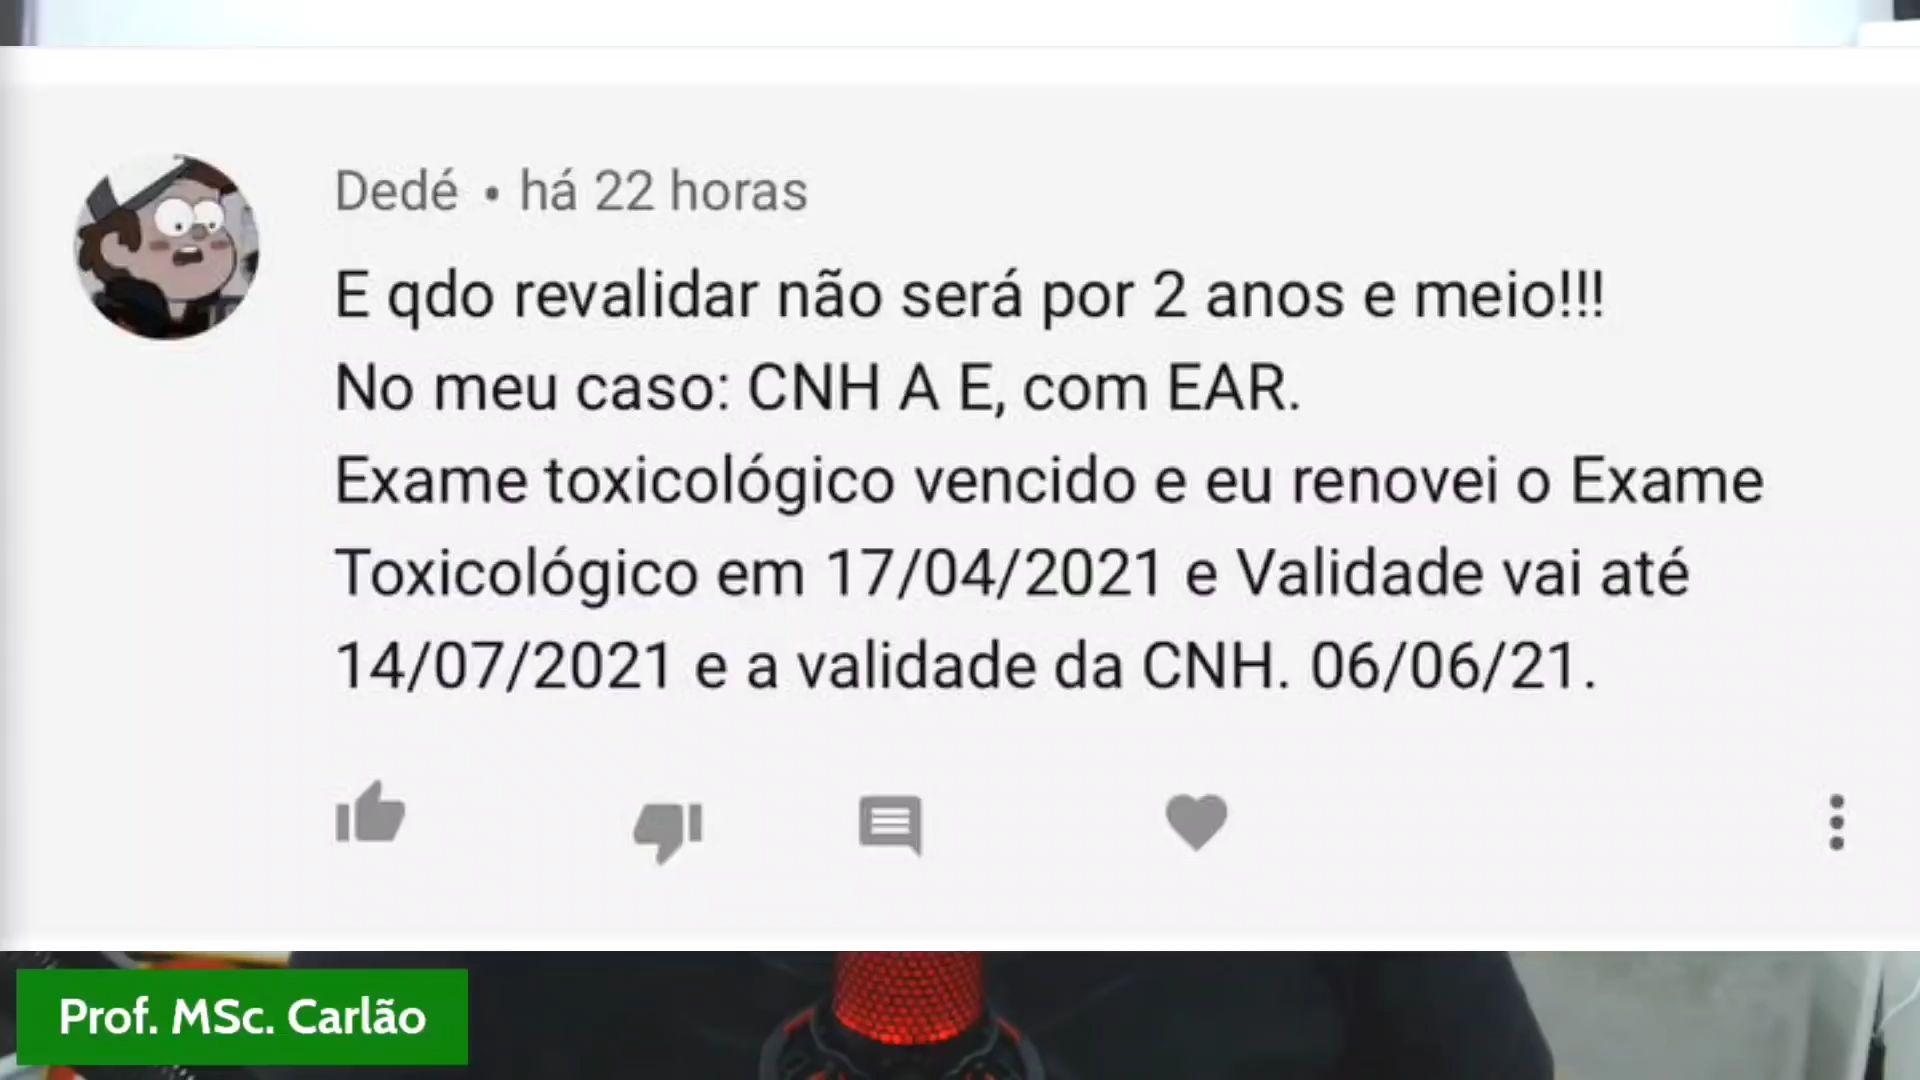 Dedé • há 22 horas
E qdo revalidar não será por 2 anos e meio!!!
No meu caso: CNH A E, com EAR.
Exame toxicológico vencido e eu renovei o Exame
Toxicológico em 17/04/2021 e Validade vai até
14/07/2021 e a validade da CNH. 06/06/21.
Prof. MSc. Carlão